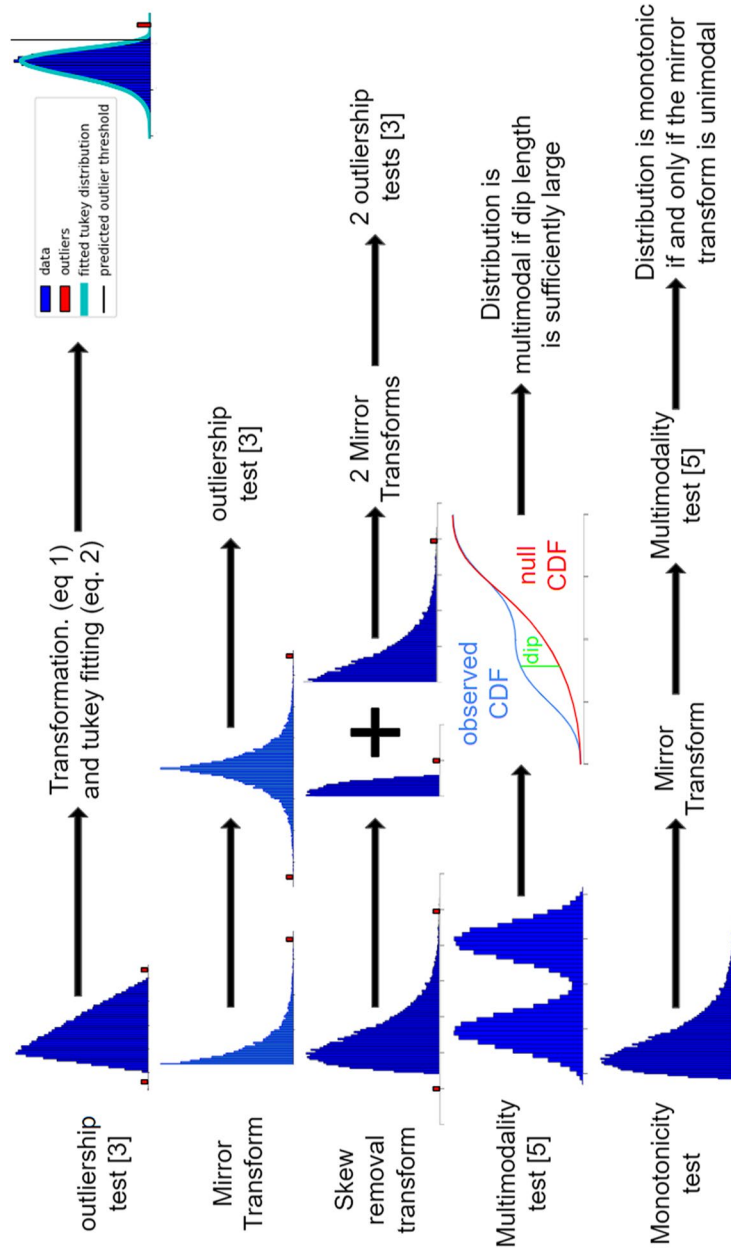 outliership
test [3]
Transformation. (eq 1)
and tukey fitting (eq. 2)
data
outliers
fitted tukey distribution
predicted outlier threshold
Mirror
Transform
outliership
test [3]
Skew
removal
transform
2 Mirror
Transforms
2 outliership
tests [3]
Multimodality
test [5]
observed
CDF
dip
null
CDF
Distribution is
multimodal if dip length
is sufficiently large
Monotonicity
test
Mirror
Transform
Multimodality
test [5]
Distribution is monotonic
if and only if the mirror
transform is unimodal